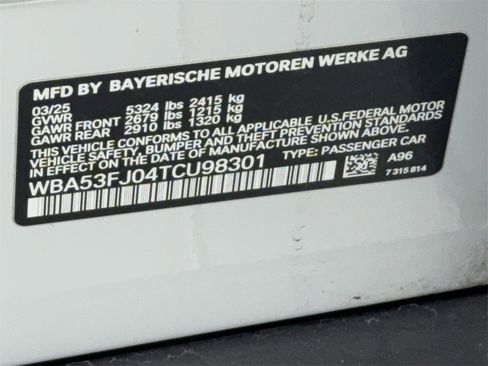 MFD BY BAYERISCHE MOTOREN WERKE AG
03/25
GVWR 5324 lbs 2415 kg
GAWR FRONT 2679 lbs 1215 kg
GAWR REAR 2910 lbs 1320 kg
THIS VEHICLE CONFORMS TO ALL APPLICABLE U.S.FEDERAL MOTOR
VEHICLE SAFETY, BUMPER AND THEFT PREVENTION STANDARDS
IN EFFECT ON THE DATE OF MANUFACTURE SHOWN ABOVE.
WBA53FJ04TCU98301 TYPE: PASSENGER CAR
A96
7 315 814